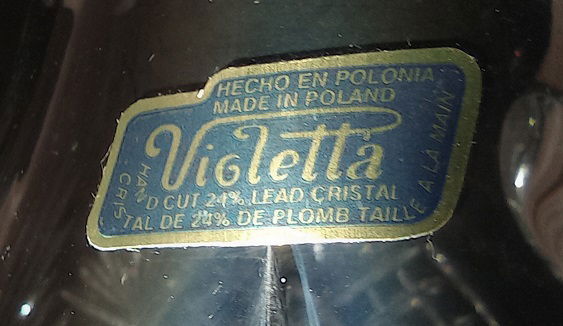 HECHO EN POLONIA
MADE IN POLAND
Violetta
HAND CUT 24% LEAD CRISTAL
CRISTAL DE 24% DE PLOMB TAILLE A LA MAIN